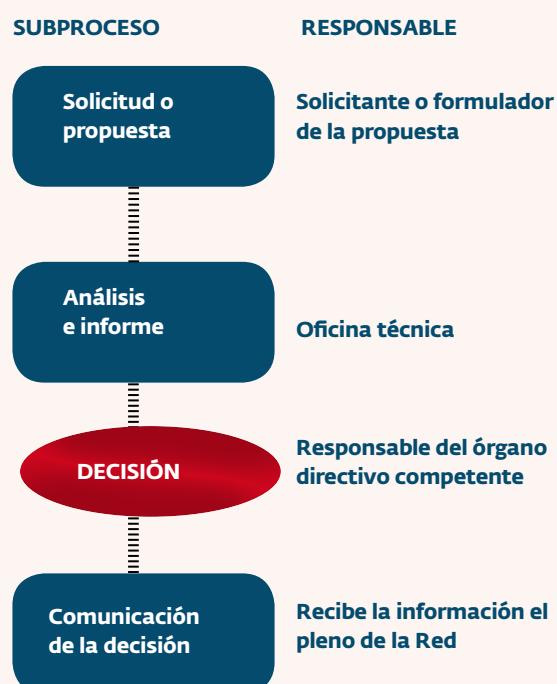 SUBPROCESO
RESPONSABLE
Solicitud o
propuesta
Solicitante o formulador
de la propuesta
Análisis
e informe
Oficina técnica
DECISIÓN
Responsable del órgano
directivo competente
Comunicación
de la decisión
Recibe la información el
pleno de la Red